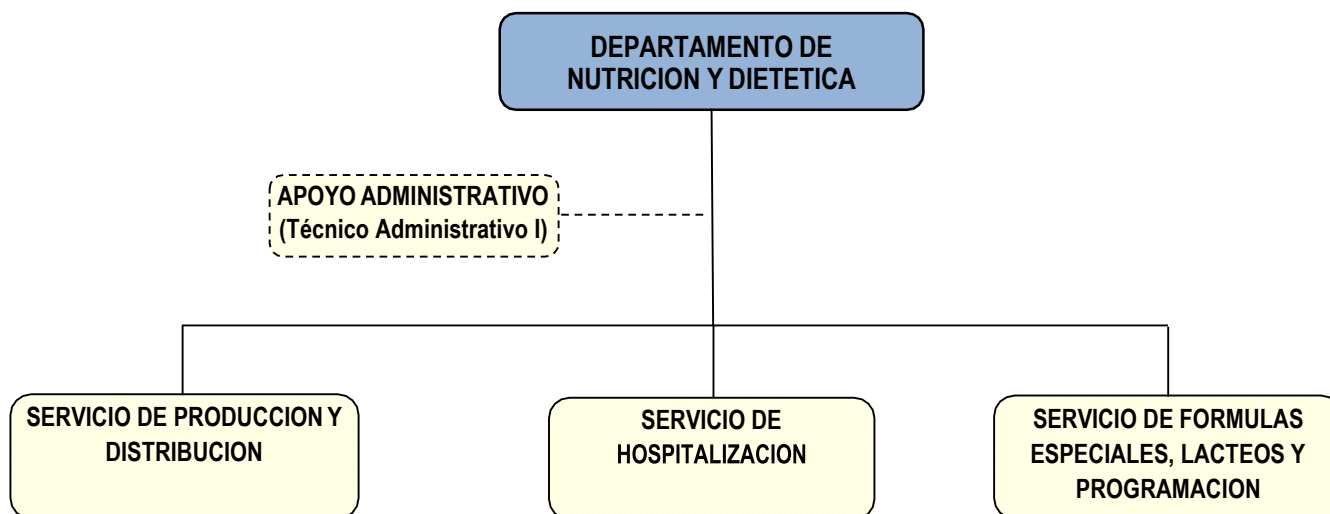 DEPARTAMENTO DE
NUTRICION Y DIETETICA
APOYO ADMINISTRATIVO
(Técnico Administrativo I)
SERVICIO DE PRODUCCION Y
DISTRIBUCION
SERVICIO DE
HOSPITALIZACION
SERVICIO DE FORMULAS
ESPECIALES, LACTEOS Y
PROGRAMACION